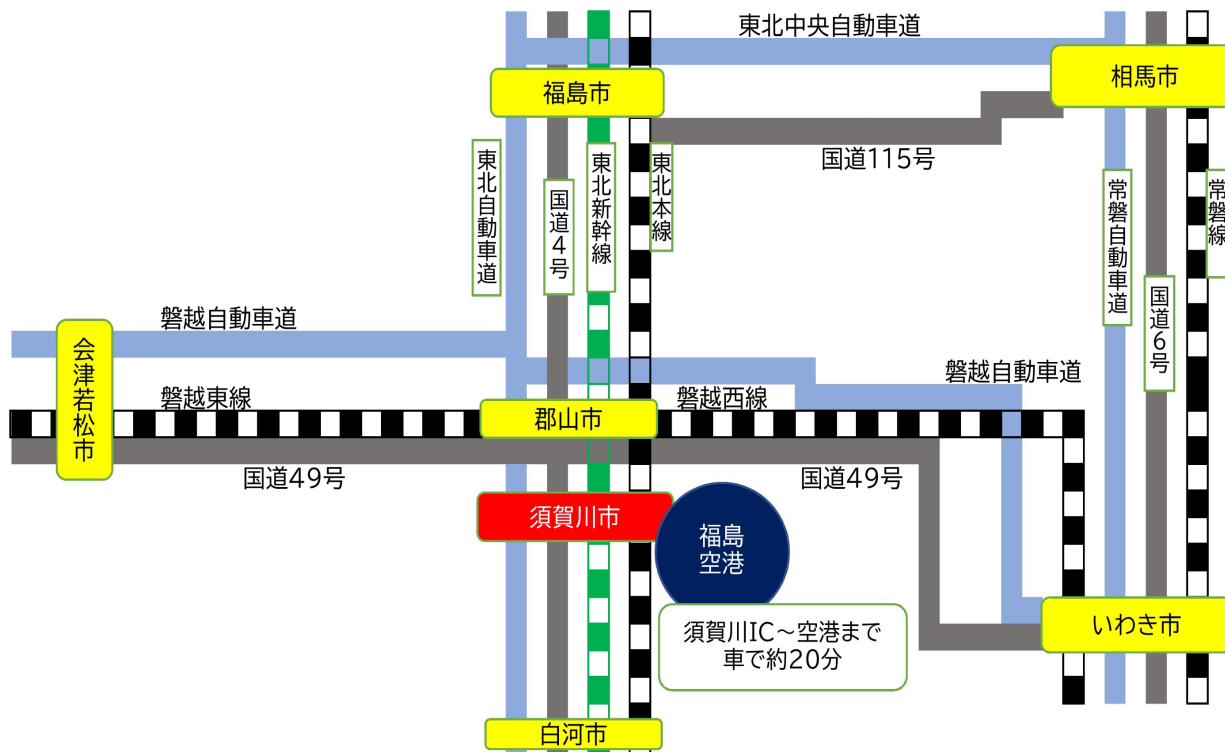 東北中央自動車道
福島市
相馬市
国道115号
東北自動車道
国道4号
東北新幹線
東北本線
常磐自動車道
国道6号
常磐線
磐越自動車道
会津若松市
磐越東線
郡山市
磐越西線
磐越自動車道
国道49号
国道49号
須賀川市
福島
空港
須賀川IC～空港まで
車で約20分
いわき市
白河市